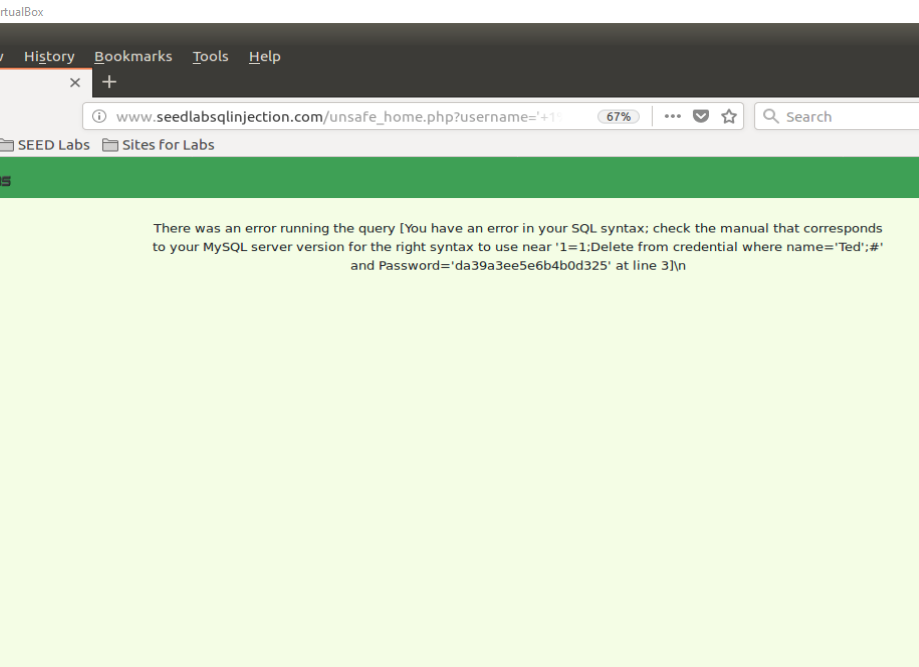 rtualBox
History Bookmarks Tools Help
www.seedlabsqlinjection.com/unsafe_home.php?username='+1 67% Search
SEED Labs Sites for Labs
There was an error running the query [You have an error in your SQL syntax; check the manual that corresponds
to your MySQL server version for the right syntax to use near '1=1;Delete from credential where name='Ted';#'
and Password='da39a3ee5e6b4b0d325' at line 3]\n